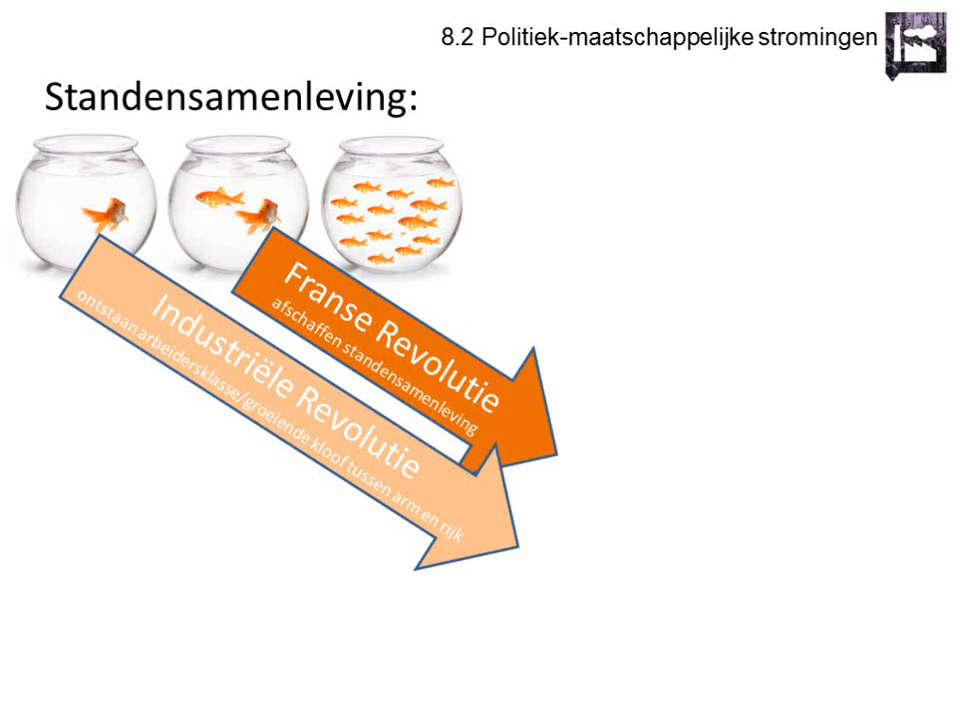 8.2 Politiek-maatschappelijke stromingen
Standensamenleving:
Franse Revolutie
afschaffen standensamenleving
Industriële Revolutie
ontstaan arbeidersklasse/groeiende kloof tussen arm en rijk